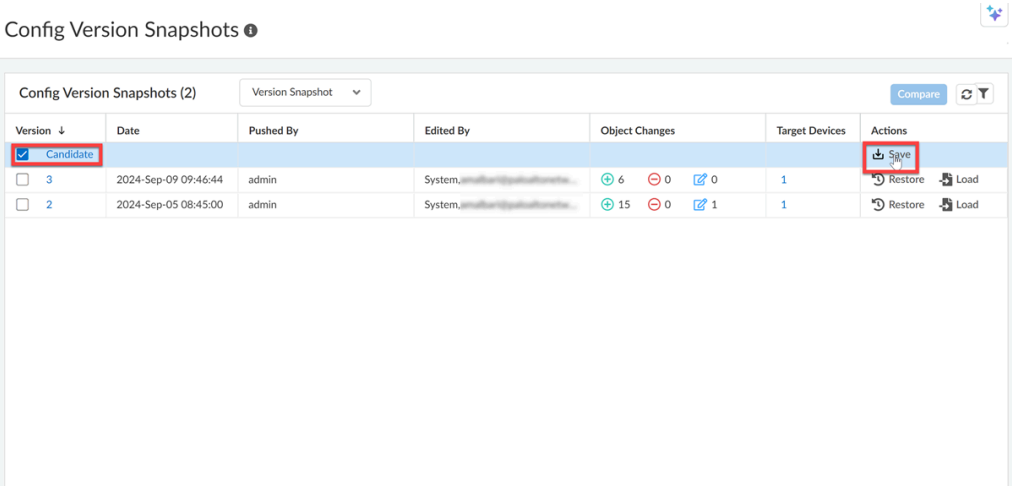 Config Version Snapshots
Config Version Snapshots (2) Version Snapshot Compare
Version ↓ Date Pushed By Edited By Object Changes Target Devices Actions
Candidate Save
3 2024-Sep-09 09:46:44 admin System, 6 0 0 1 Restore Load
2 2024-Sep-05 08:45:00 admin System, 15 0 1 1 Restore Load